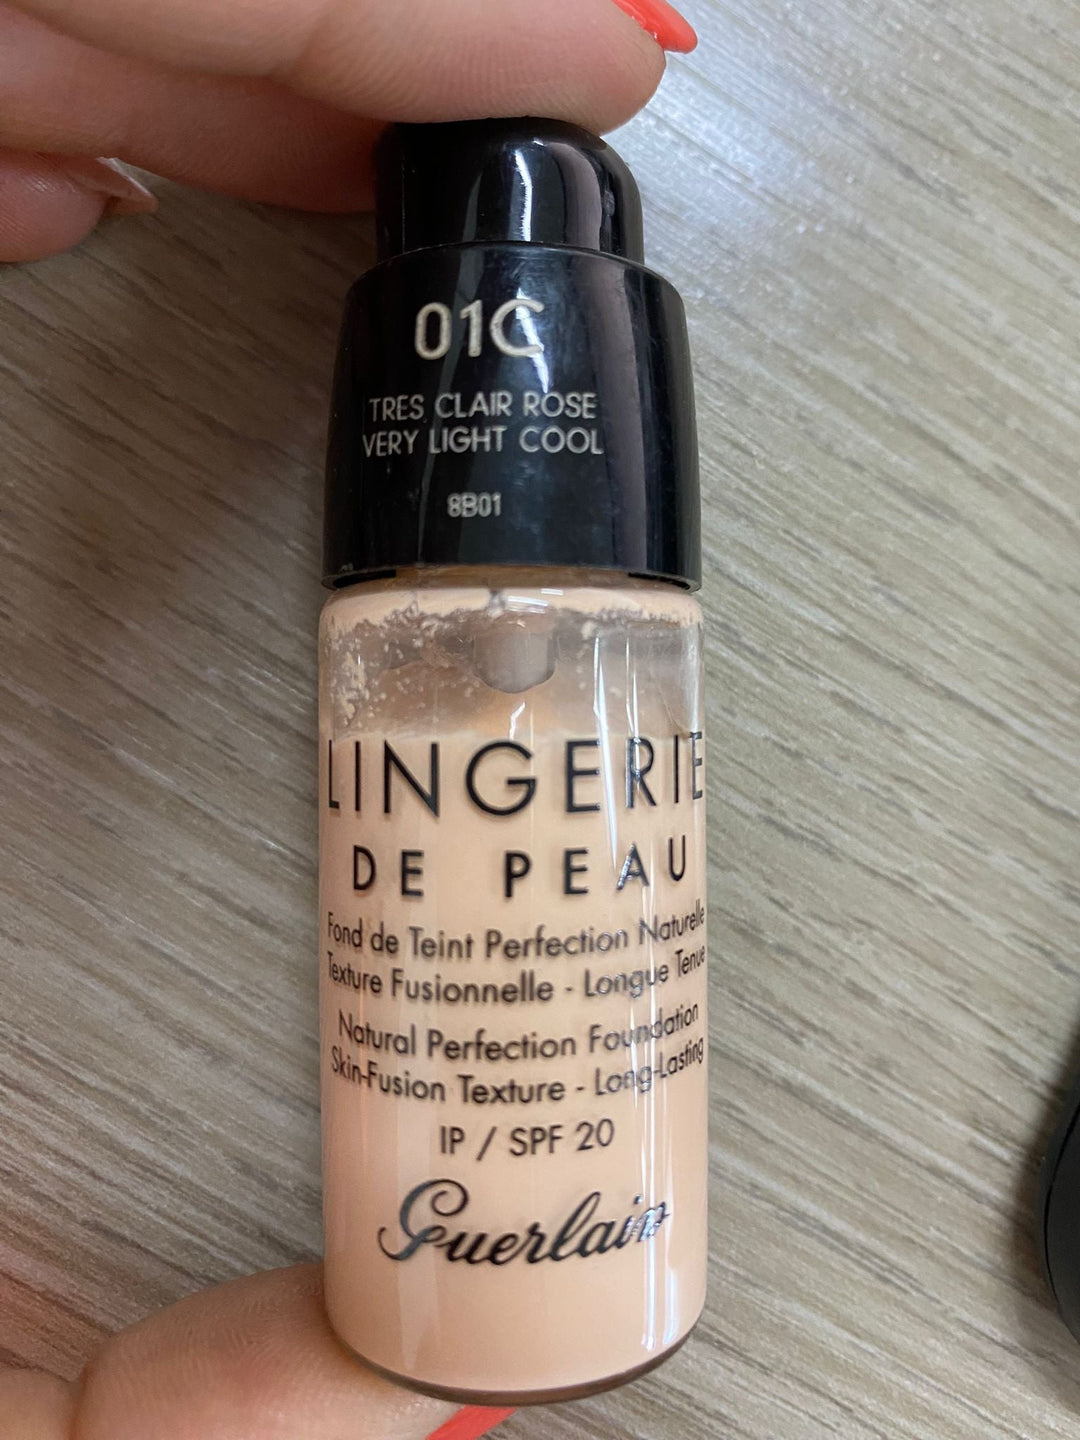 01C
TRES CLAIR ROSE
VERY LIGHT COOL
8B01
LINGERIE
DE PEAU
Fond de Teint Perfection Naturelle
Texture Fusionnelle - Longue Tenue
Natural Perfection Foundation
Skin-Fusion Texture - Long-Lasting
IP / SPF 20
Guerlain